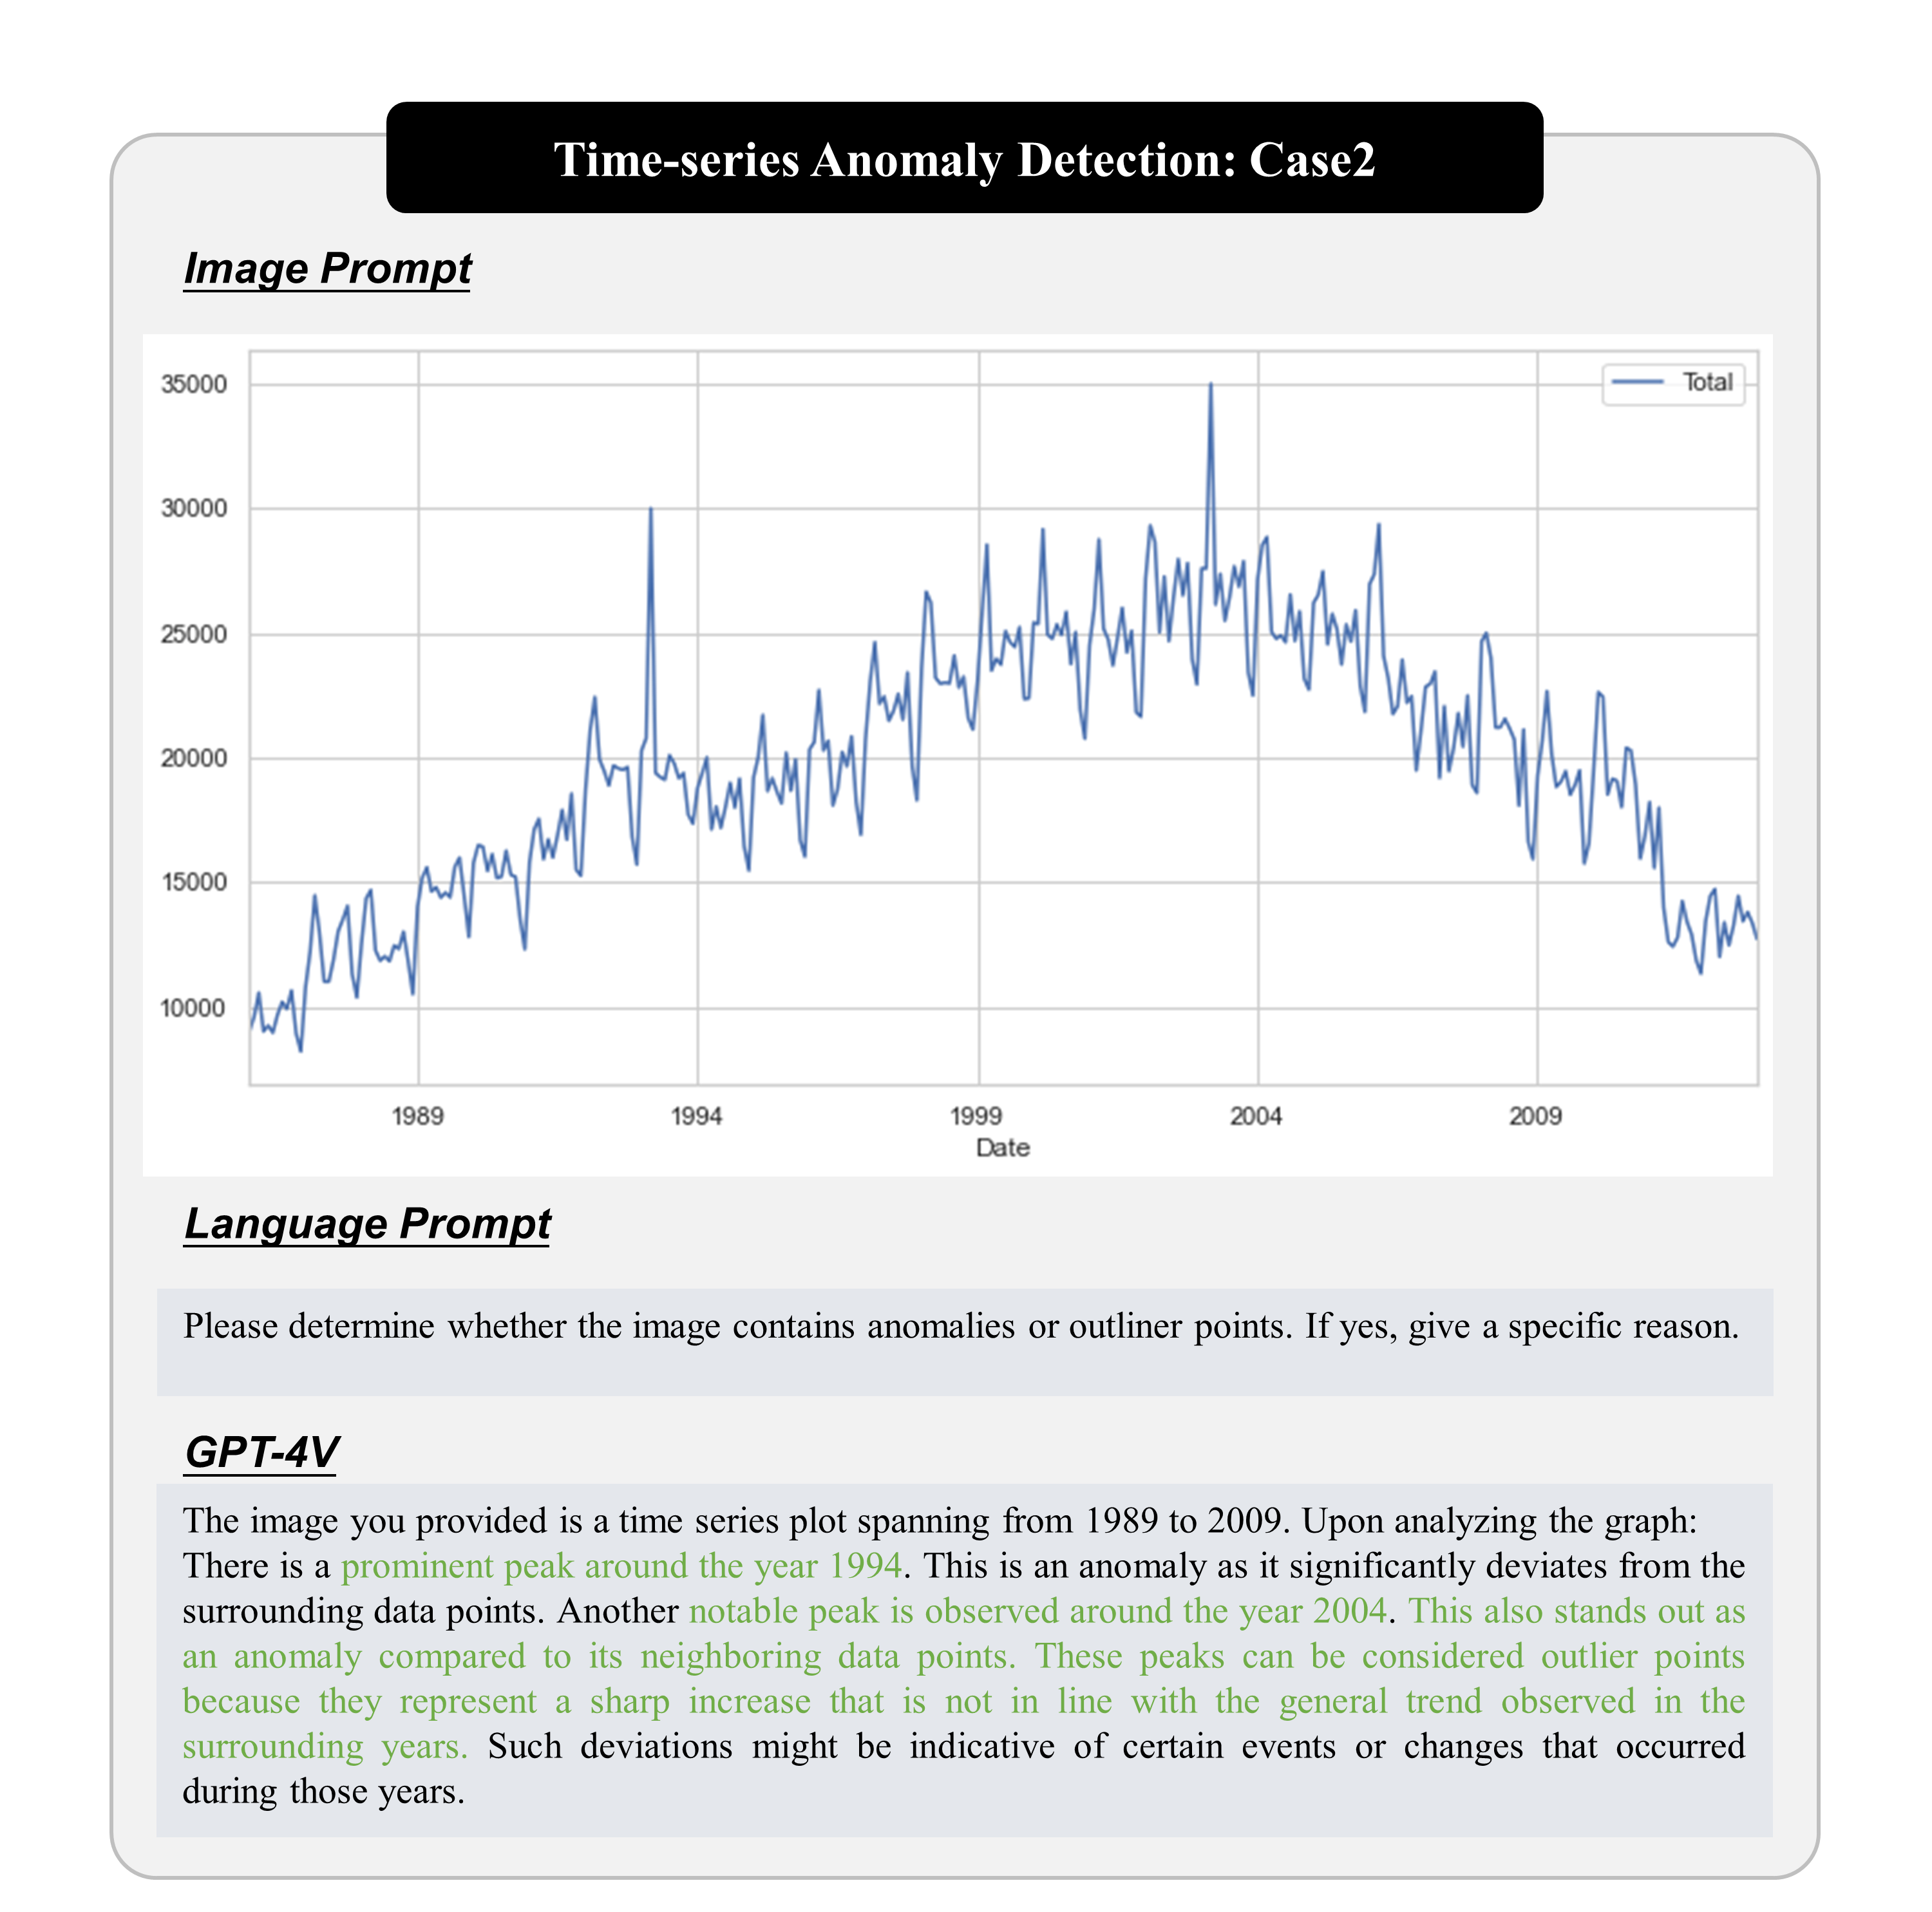 Time-series Anomaly Detection: Case2
Image Prompt
35000
Total
30000
25000
20000
15000
10000
1989 1994 1999 2004 2009
Date
Language Prompt
Please determine whether the image contains anomalies or outliner points. If yes, give a specific reason.
GPT-4V
The image you provided is a time series plot spanning from 1989 to 2009. Upon analyzing the graph:
There is a prominent peak around the year 1994. This is an anomaly as it significantly deviates from the
surrounding data points. Another notable peak is observed around the year 2004. This also stands out as
an anomaly compared to its neighboring data points. These peaks can be considered outlier points
because they represent a sharp increase that is not in line with the general trend observed in the
surrounding years. Such deviations might be indicative of certain events or changes that occurred
during those years.